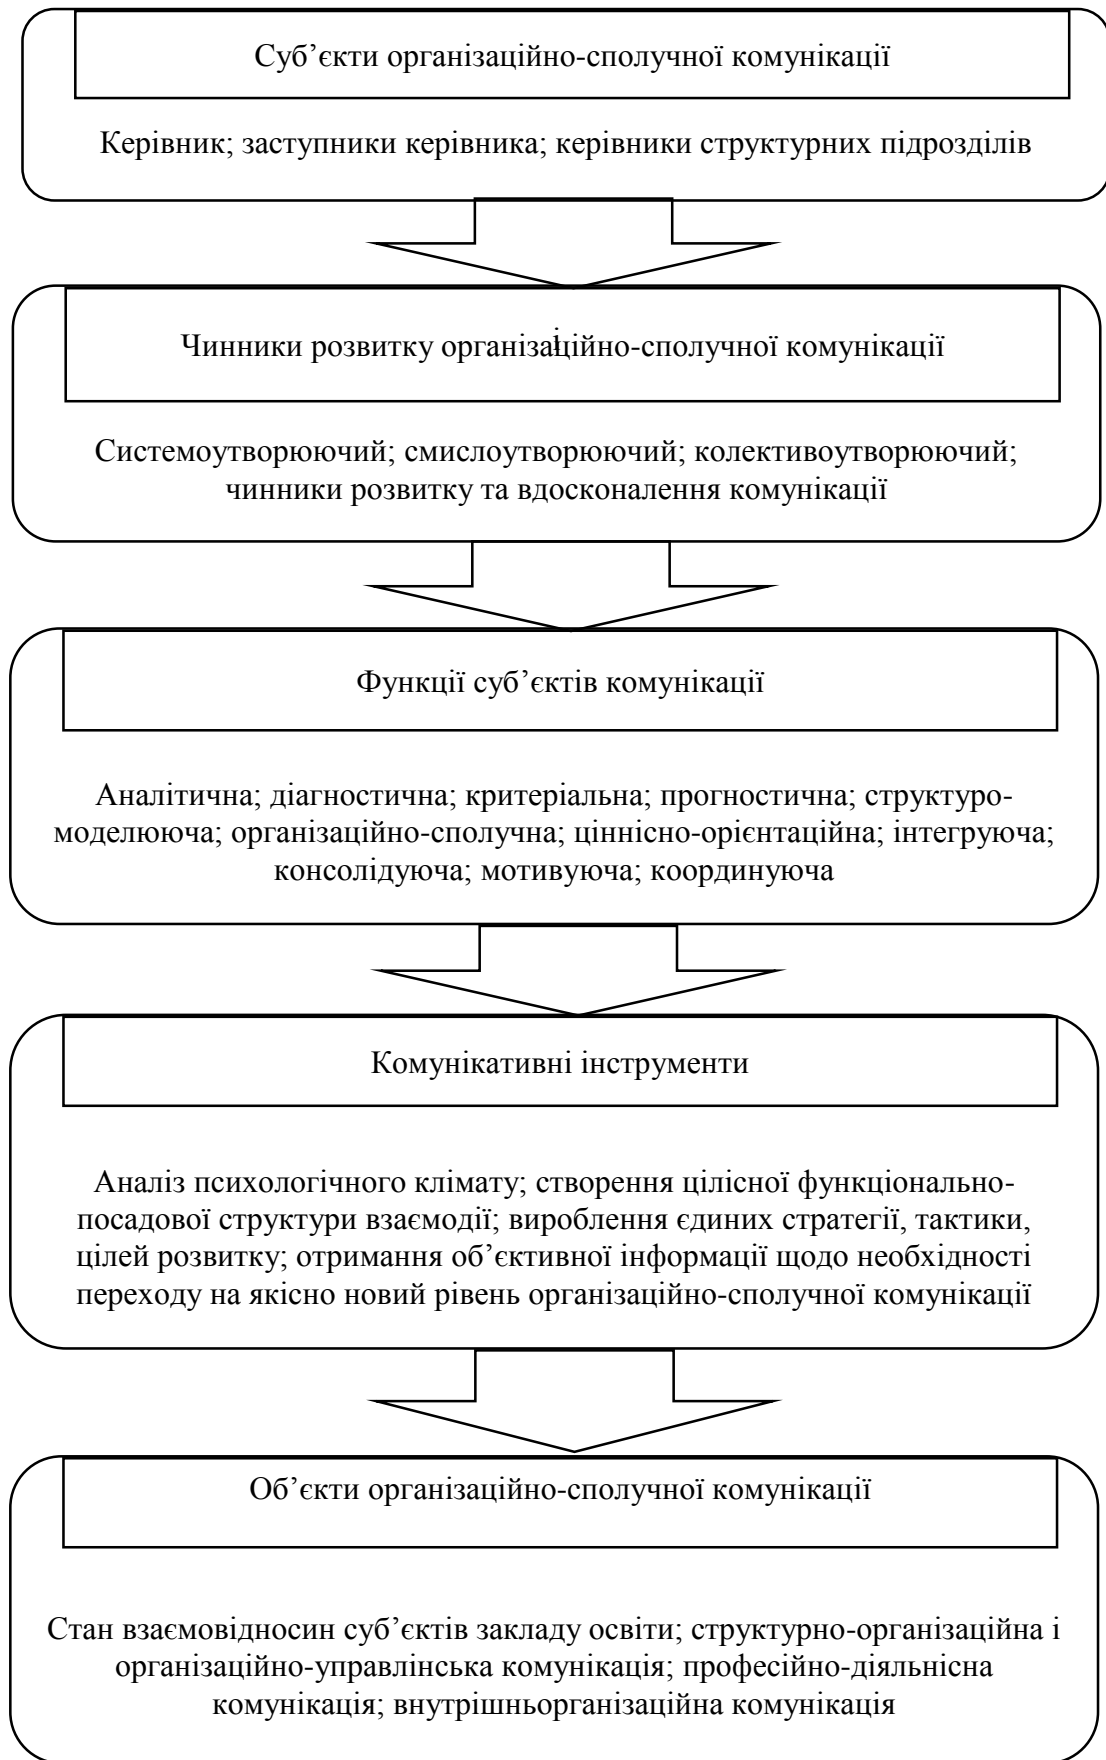 Суб’єкти організаційно-сполучної комунікації
Керівник; заступники керівника; керівники структурних підрозділів
Чинники розвитку організаційно-сполучної комунікації
і
Системоутворюючий; смислоутворюючий; колективоутворюючий;
чинники розвитку та вдосконалення комунікації
Функції суб’єктів комунікації
Аналітична; діагностична; критеріальна; прогностична; структуро-
моделююча; організаційно-сполучна; ціннісно-орієнтаційна; інтегруюча;
консолідуюча; мотивуюча; координуюча
Комунікативні інструменти
Аналіз психологічного клімату; створення цілісної функціонально-
посадової структури взаємодії; вироблення єдиних стратегії, тактики,
цілей розвитку; отримання об’єктивної інформації щодо необхідності
переходу на якісно новий рівень організаційно-сполучної комунікації
Об’єкти організаційно-сполучної комунікації
Стан взаємовідносин суб’єктів закладу освіти; структурно-організаційна і
організаційно-управлінська комунікація; професійно-діяльнісна
комунікація; внутрішньорганізаційна комунікація